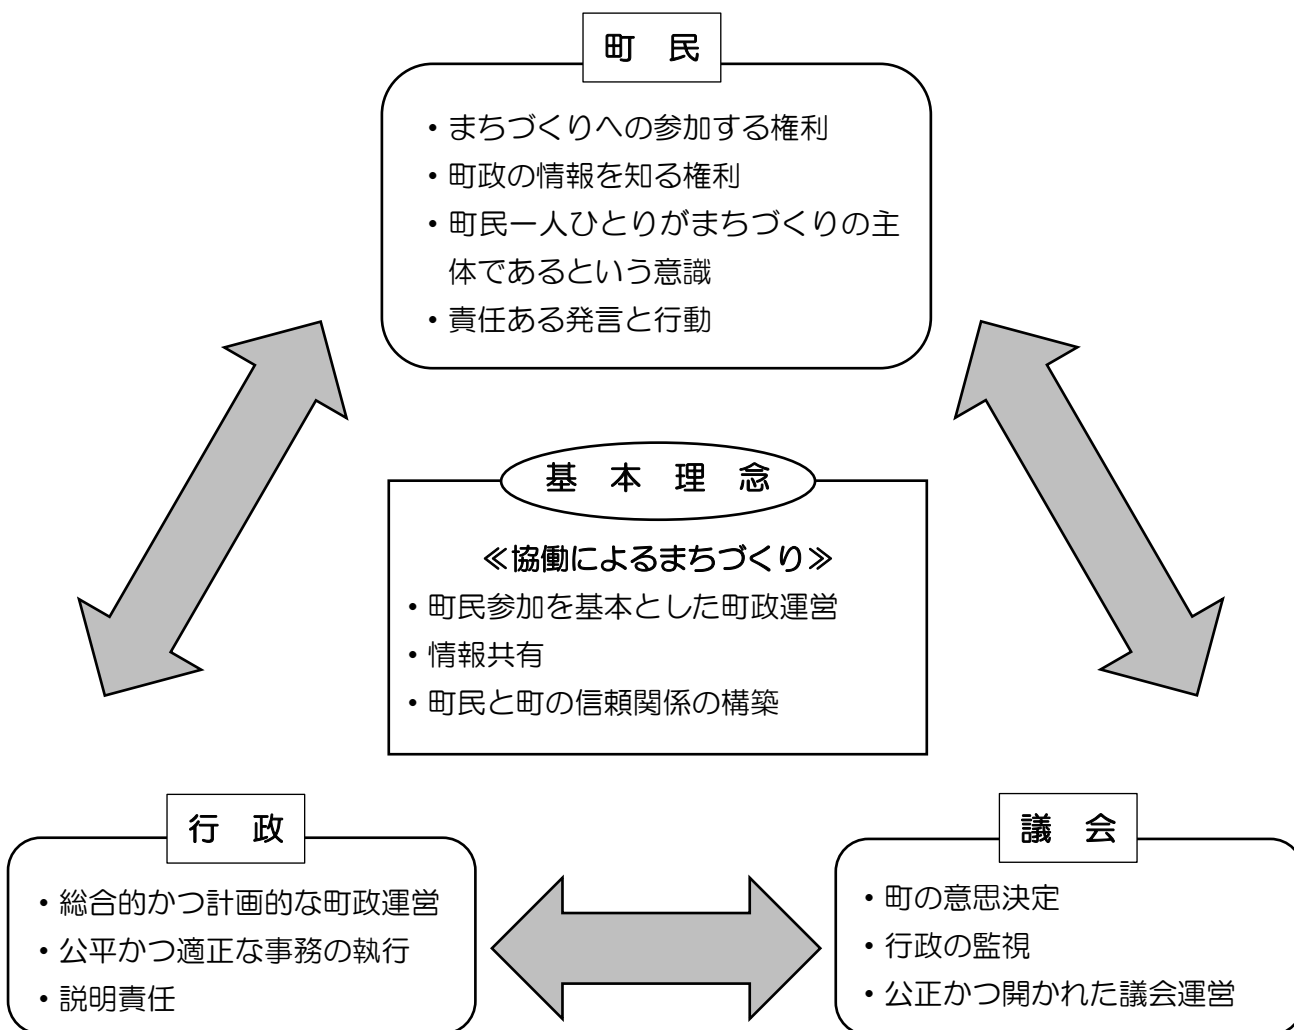 町 民
・まちづくりへの参加する権利
・町政の情報を知る権利
・町民一人ひとりがまちづくりの主
体であるという意識
・責任ある発言と行動
基 本 理 念
≪協働によるまちづくり≫
・町民参加を基本とした町政運営
・情報共有
・町民と町の信頼関係の構築
行 政
・総合的かつ計画的な町政運営
・公平かつ適正な事務の執行
・説明責任
議 会
・町の意思決定
・行政の監視
・公正かつ開かれた議会運営